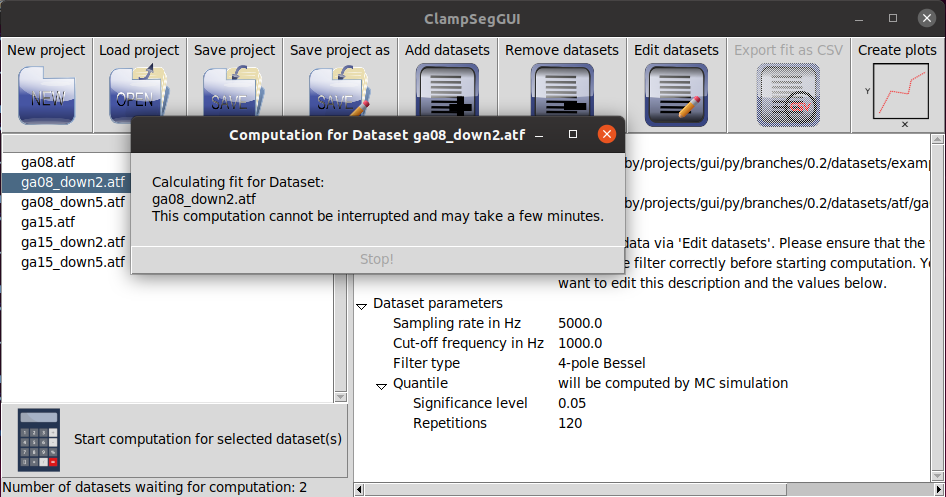 ClampSegGUI
New project Load project Save project Save project as Add datasets Remove datasets Edit datasets Export fit as CSV Create plots
NEW OPEN SAVE SAVE Y X
Computation for Dataset ga08_down2.atf
Calculating fit for Dataset:
ga08_down2.atf
This computation cannot be interrupted and may take a few minutes.
Stop!
ga08.atf
ga08_down2.atf
ga08_down5.atf
ga15.atf
ga15_down2.atf
ga15_down5.atf
by/projects/gui/py/branches/0.2/datasets/examp
by/projects/gui/py/branches/0.2/datasets/atf/ga
data via 'Edit datasets'. Please ensure that the
filter correctly before starting computation.
want to edit this description and the values below.
Dataset parameters
Sampling rate in Hz 5000.0
Cut-off frequency in Hz 1000.0
Filter type 4-pole Bessel
Quantile will be computed by MC simulation
Significance level 0.05
Repetitions 120
Start computation for selected dataset(s)
Number of datasets waiting for computation: 2